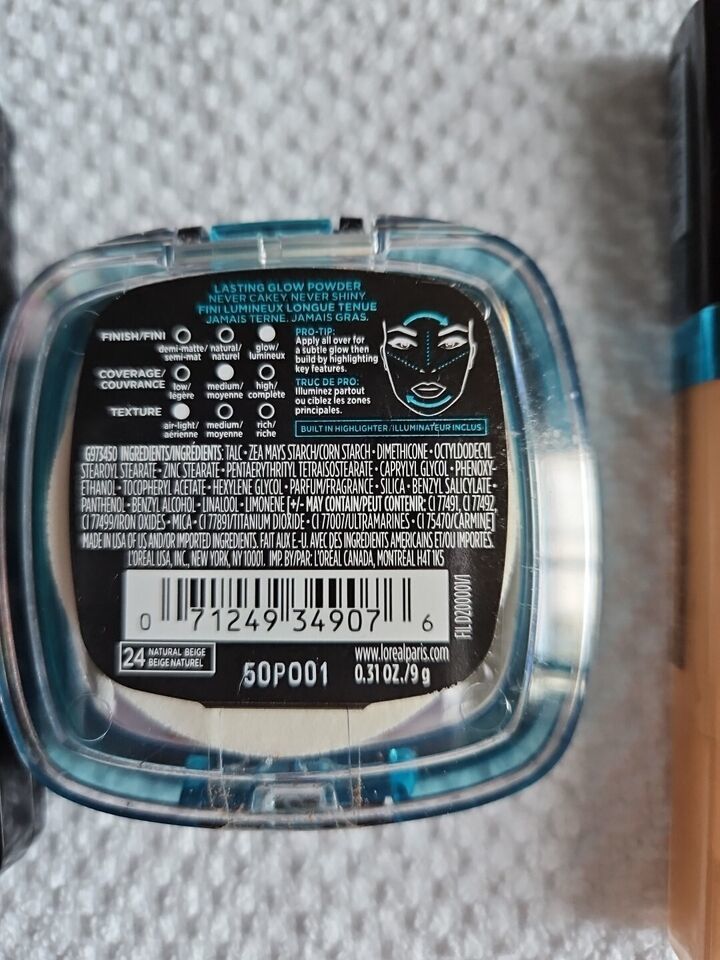 LASTING GLOW POWDER
NEVER CAKEY. NEVER SHINY.
FINI LUMINEUX LONGUE TENUE
JAMAIS TERNE. JAMAIS GRAS.
FINISH/FINI
demi-matte/ natural/ glow/
semi-mat naturel lumineux
COVERAGE/
COUVRANCE
low/ medium/ high/
légère moyenne complète
TEXTURE
air-light/ medium/ rich/
aérienne moyenne riche
PRO-TIP:
Apply all over for
a subtle glow then
build by highlighting
key features.
TRUC DE PRO:
Illuminez partout
ou ciblez les zones
principales.
BUILT IN HIGHLIGHTER/ILLUMINATEUR INCLUS
G973450 INGREDIENTS/INGRÉDIENTS: TALC • ZEA MAYS STARCH/CORN STARCH • DIMETHICONE • OCTYLDODECYL
STEAROYL STEARATE • ZINC STEARATE • PENTAERYTHRITYL TETRAISOSTEARATE • CAPRYLYL GLYCOL • PHENOXY-
ETHANOL • TOCOPHERYL ACETATE • HEXYLENE GLYCOL • PARFUM/FRAGRANCE • SILICA • BENZYL SALICYLATE •
PANTHENOL • BENZYL ALCOHOL • LINALOOL • LIMONENE [+/- MAY CONTAIN/PEUT CONTENIR: CI 77491, CI 77492,
CI 77499/IRON OXIDES • MICA • CI 77891/TITANIUM DIOXIDE • CI 77007/ULTRAMARINES • CI 75470/CARMINE]
MADE IN USA OF US AND/OR IMPORTED INGREDIENTS. FAIT AUX E.-U. AVEC DES INGRÉDIENTS AMÉRICAINS ET/OU IMPORTÉS.
L'ORÉAL USA, INC., NEW YORK, NY 10001. IMP. BY/PAR: L'ORÉAL CANADA, MONTRÉAL H4T 1K5
0 71249 34907 6
FIL D200001/1
24 NATURAL BEIGE
BEIGE NATUREL
50P001
www.lorealparis.com
0.31 OZ./9 g